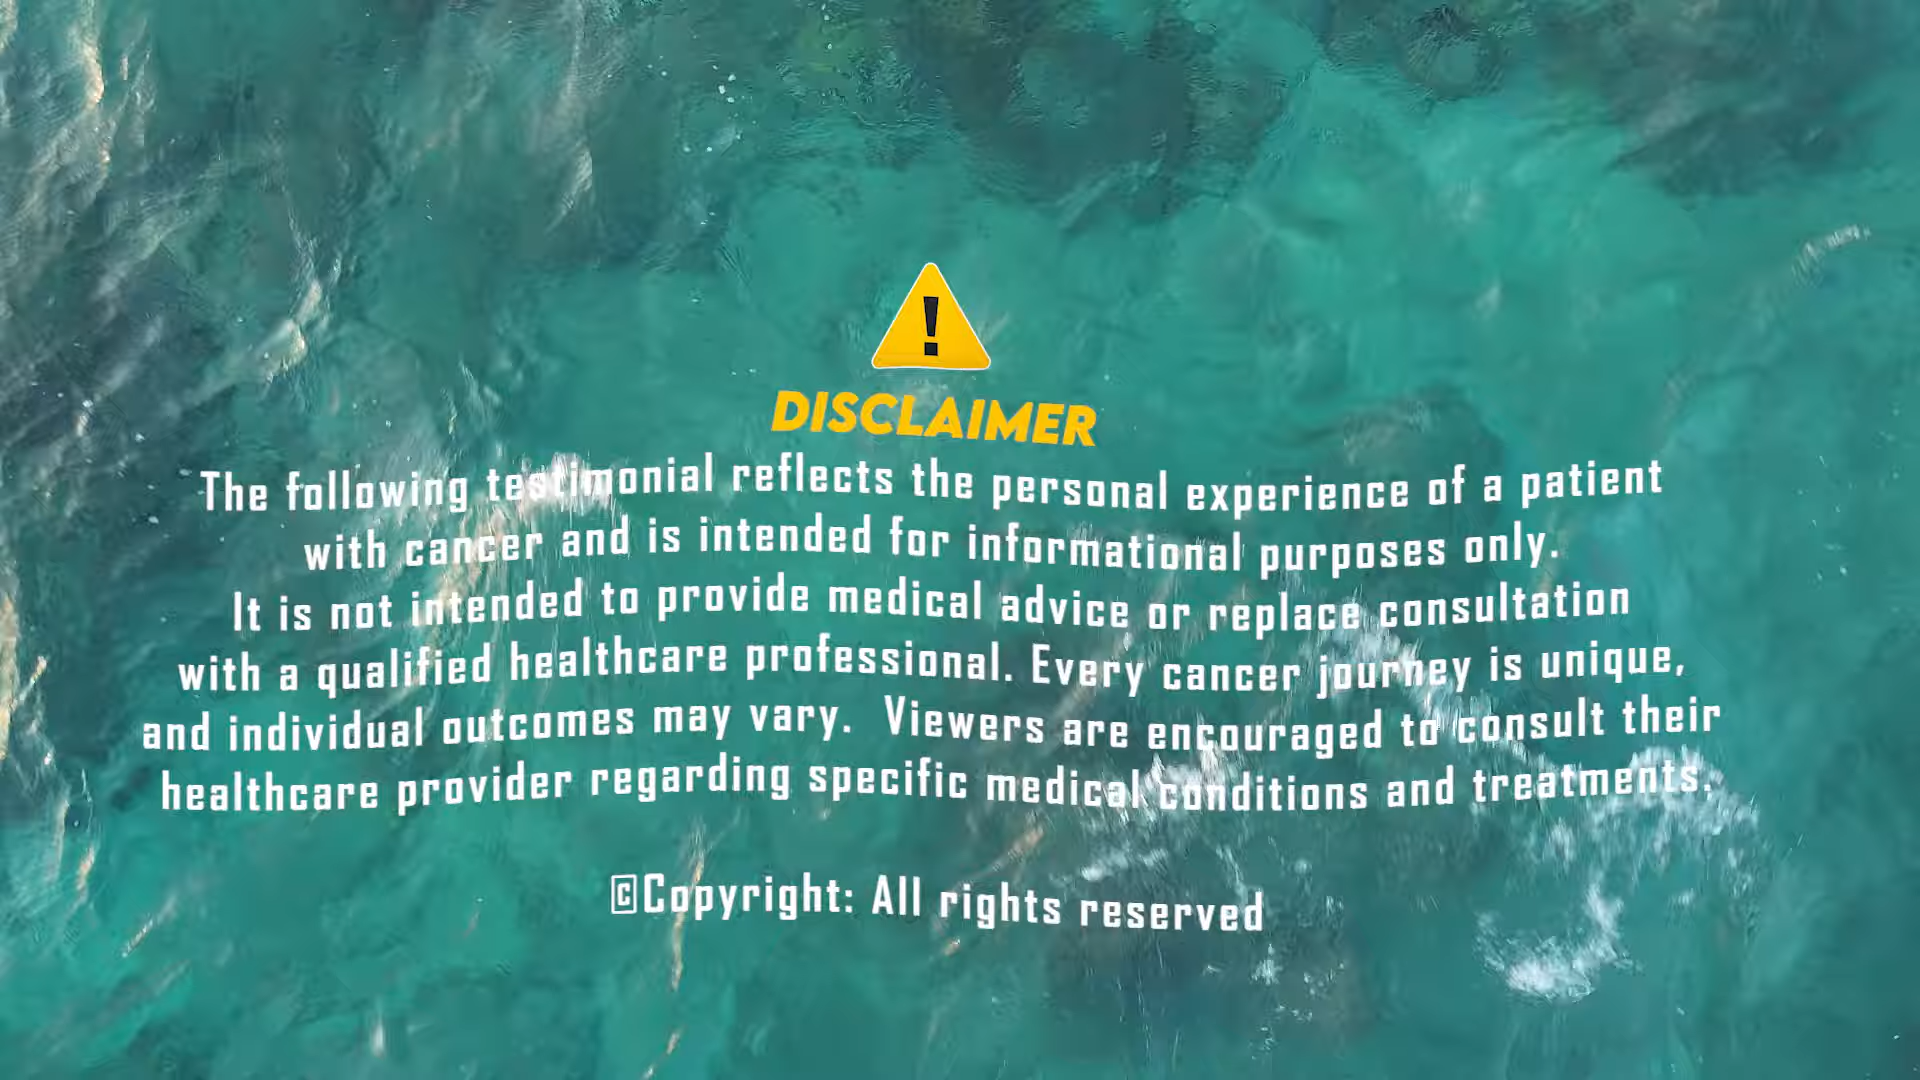 !
DISCLAIMER
The following testimonial reflects the personal experience of a patient
with cancer and is intended for informational purposes only.
It is not intended to provide medical advice or replace consultation
with a qualified healthcare professional. Every cancer journey is unique,
and individual outcomes may vary.  Viewers are encouraged to consult their
healthcare provider regarding specific medical conditions and treatments.
©Copyright: All rights reserved